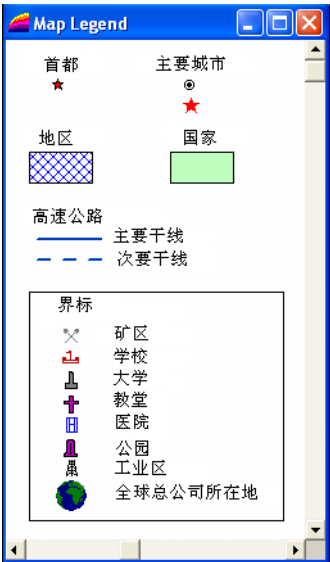 Map Legend
首都 主要城市
地区 国家
高速公路
主要干线
次要干线
界标
矿区
学校
大学
教堂
医院
公园
工业区
全球总公司所在地